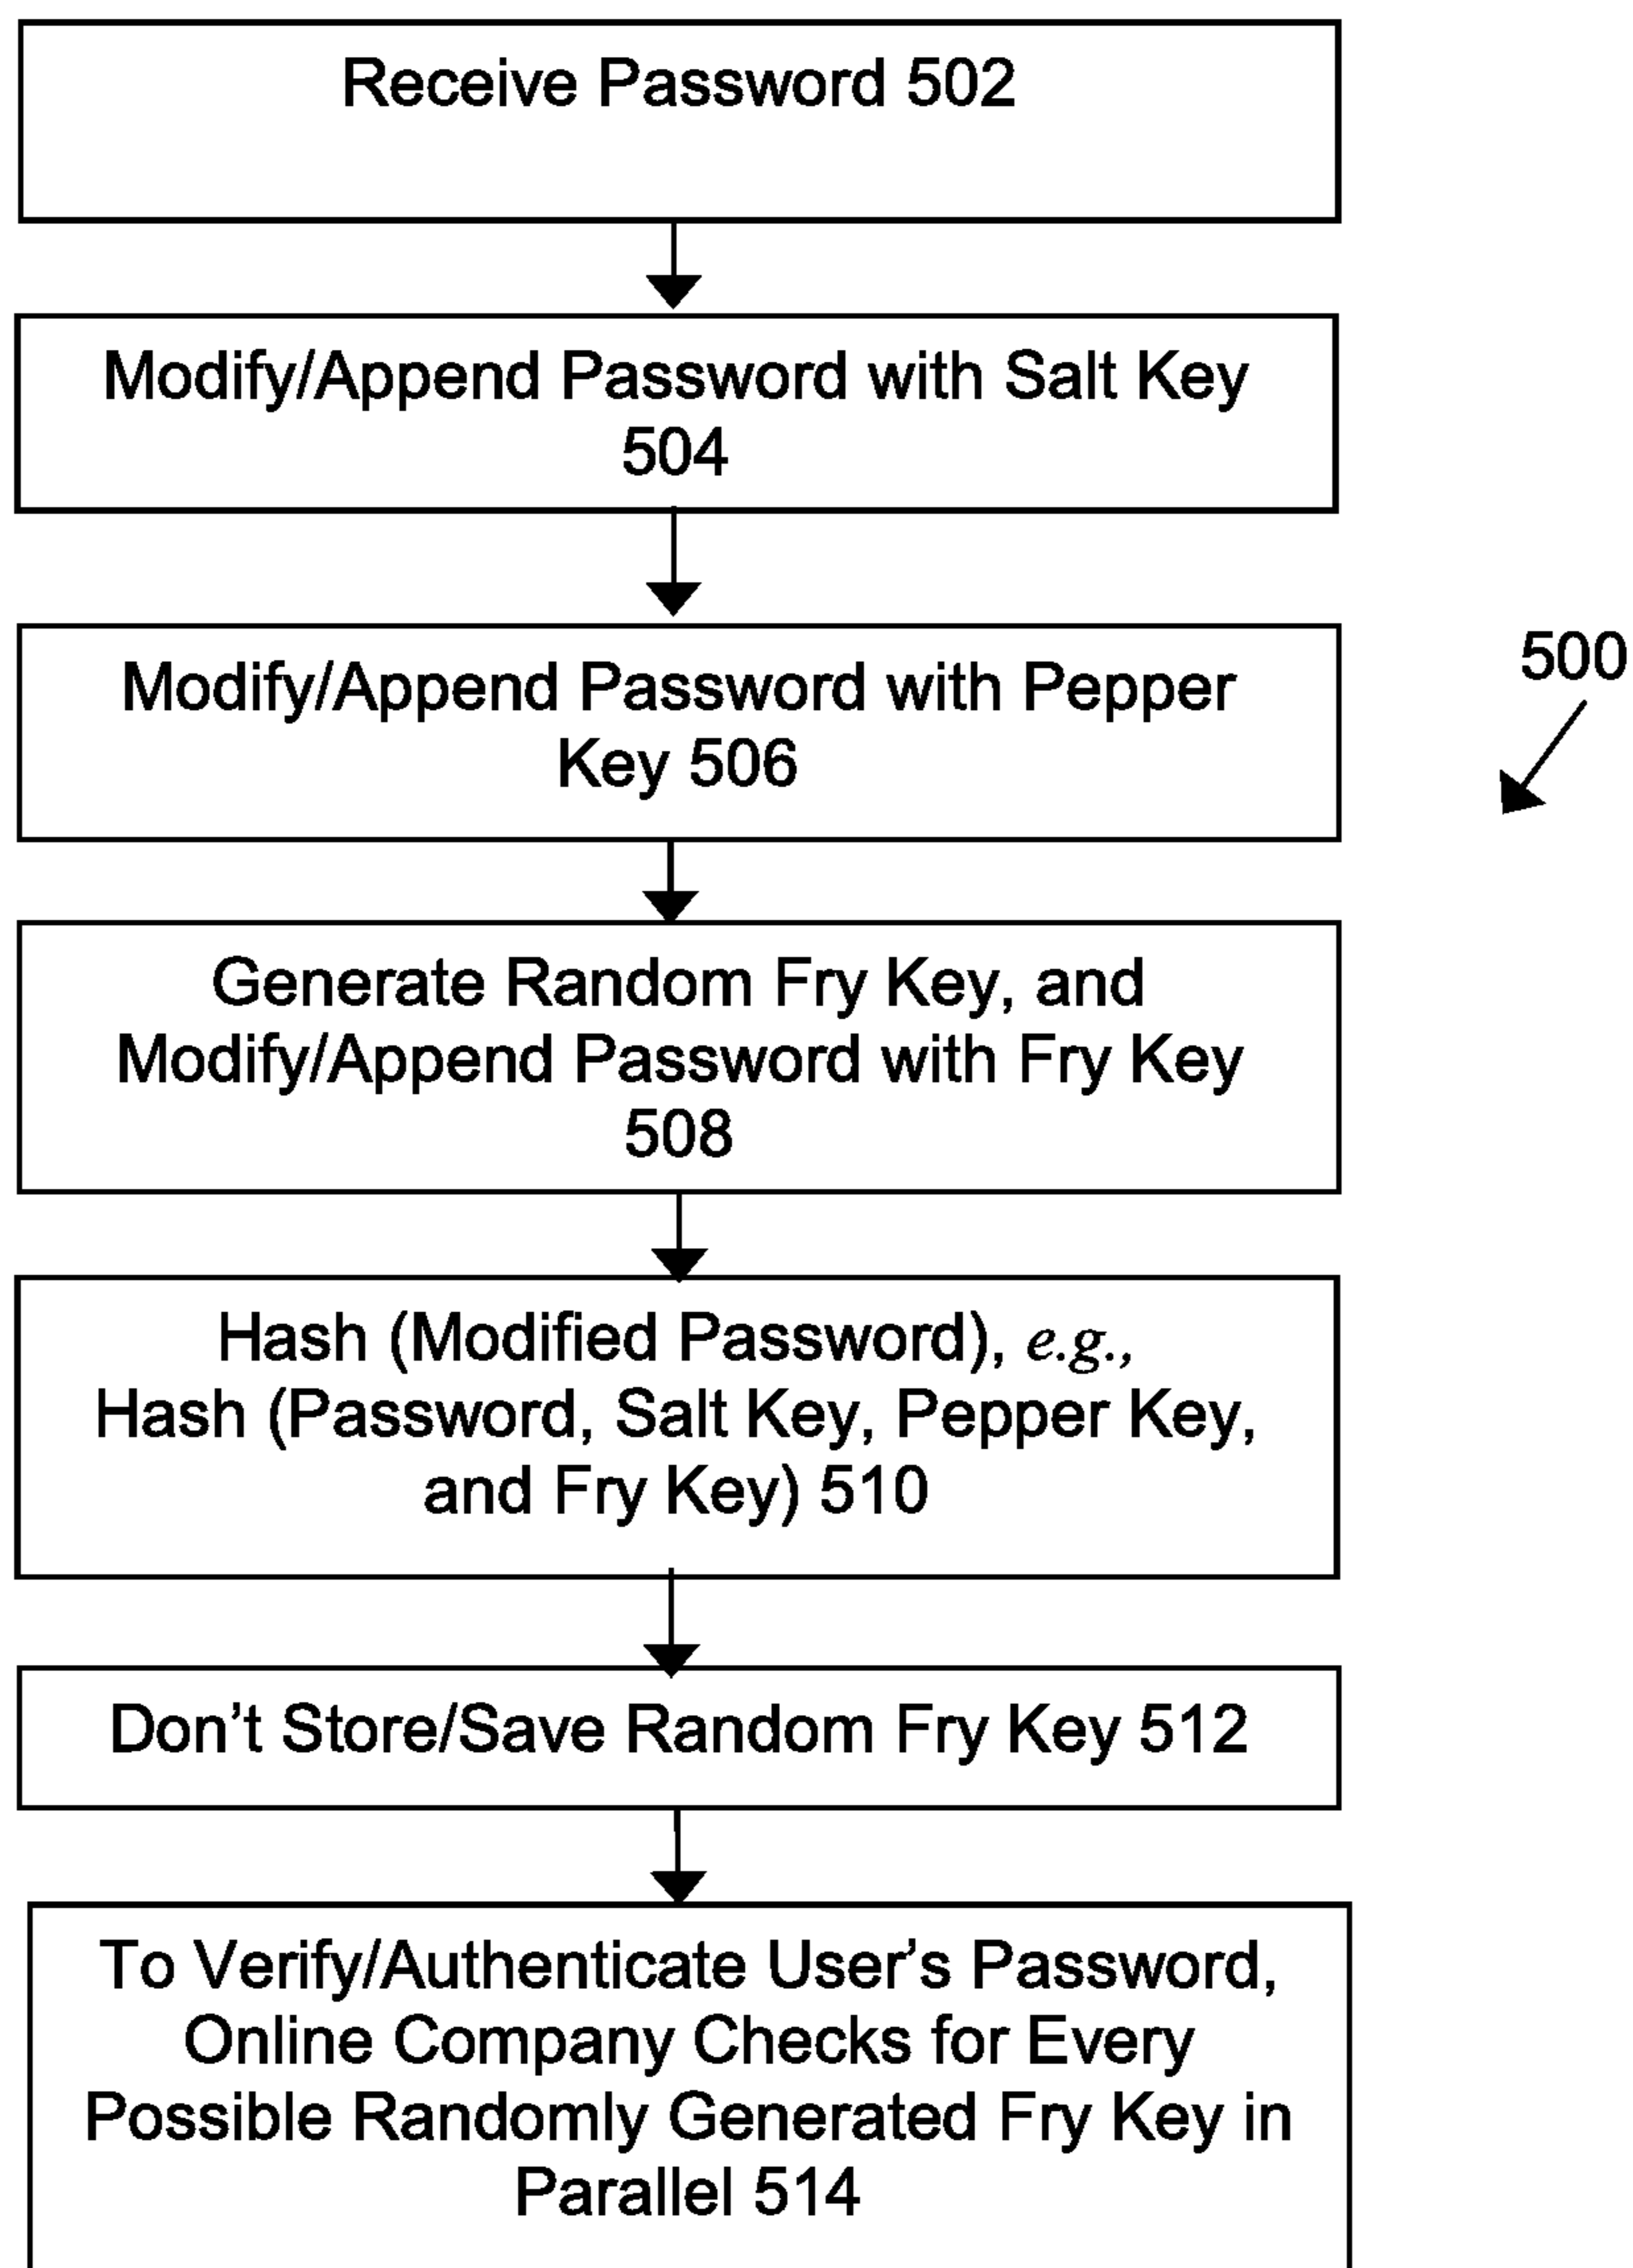 Receive Password 502
Modify/Append Password with Salt Key
504
Modify/Append Password with Pepper
Key 506
500
Generate Random Fry Key, and
Modify/Append Password with Fry Key
508
Hash (Modified Password), e.g.,
Hash (Password, Salt Key, Pepper Key,
and Fry Key) 510
Don’t Store/Save Random Fry Key 512
To Verify/Authenticate User’s Password,
Online Company Checks for Every
Possible Randomly Generated Fry Key in
Parallel 514